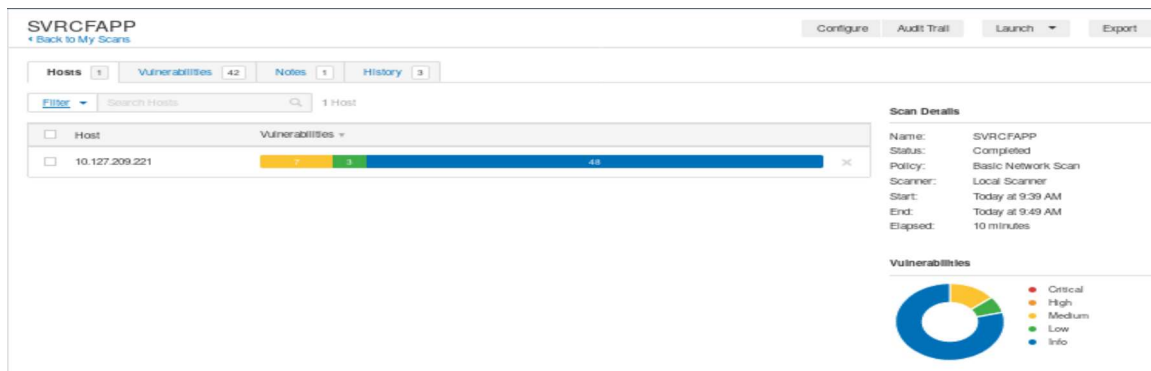 SVRCFAPP
Back to My Scans
Configure Audit Trail Launch Export
Hosts 1 Vulnerabilities 42 Notes 1 History 3
Filter Search Hosts 1 Host
Host Vulnerabilities
10.127.209.221 7 3 48
Scan Details
Name: SVRCFAPP
Status: Completed
Policy: Basic Network Scan
Scanner: Local Scanner
Start: Today at 9:39 AM
End: Today at 9:49 AM
Elapsed: 10 minutes
Vulnerabilities
Critical
High
Medium
Low
Info